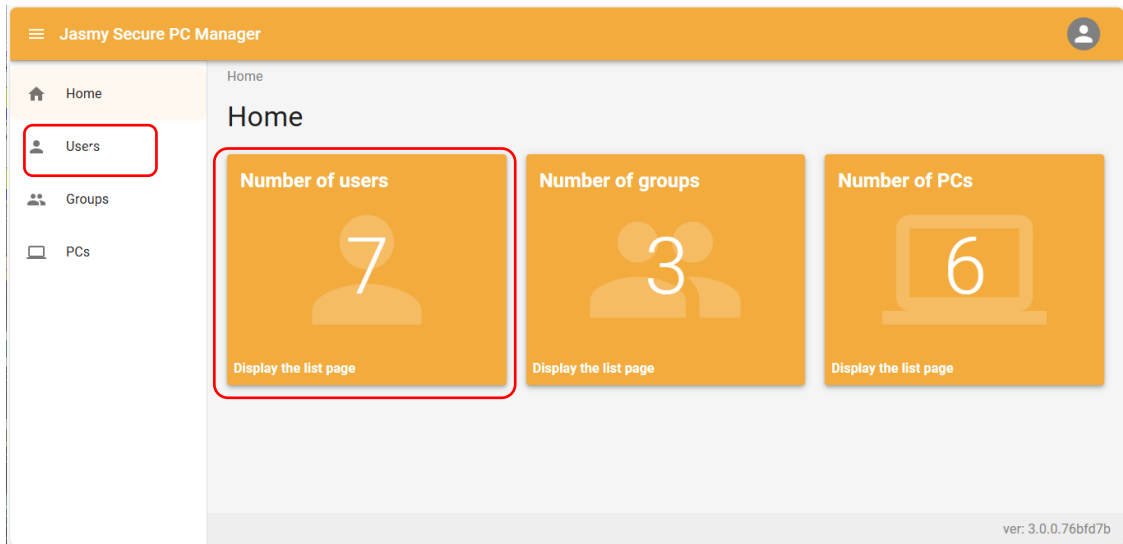 Jasmy Secure PC Manager
Home
Users
Groups
PCs
Home
Home
Number of users
7
Display the list page
Number of groups
3
Display the list page
Number of PCs
6
Display the list page
ver: 3.0.0.76bfd7b